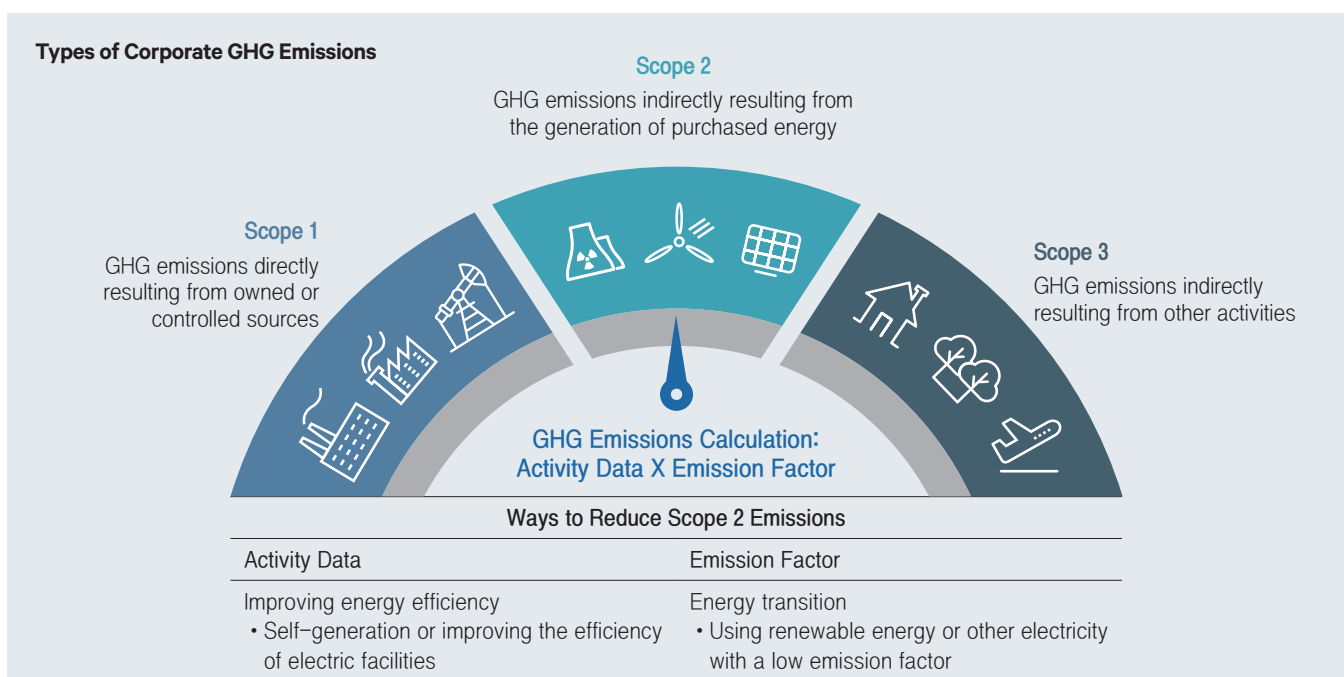 Types of Corporate GHG Emissions
Scope 2
GHG emissions indirectly resulting from
the generation of purchased energy
Scope 1
GHG emissions directly
resulting from owned or
controlled sources
Scope 3
GHG emissions indirectly
resulting from other activities
GHG Emissions Calculation:
Activity Data X Emission Factor
Ways to Reduce Scope 2 Emissions
Activity Data
Emission Factor
Improving energy efficiency
• Self-generation or improving the efficiency
of electric facilities
Energy transition
• Using renewable energy or other electricity
with a low emission factor